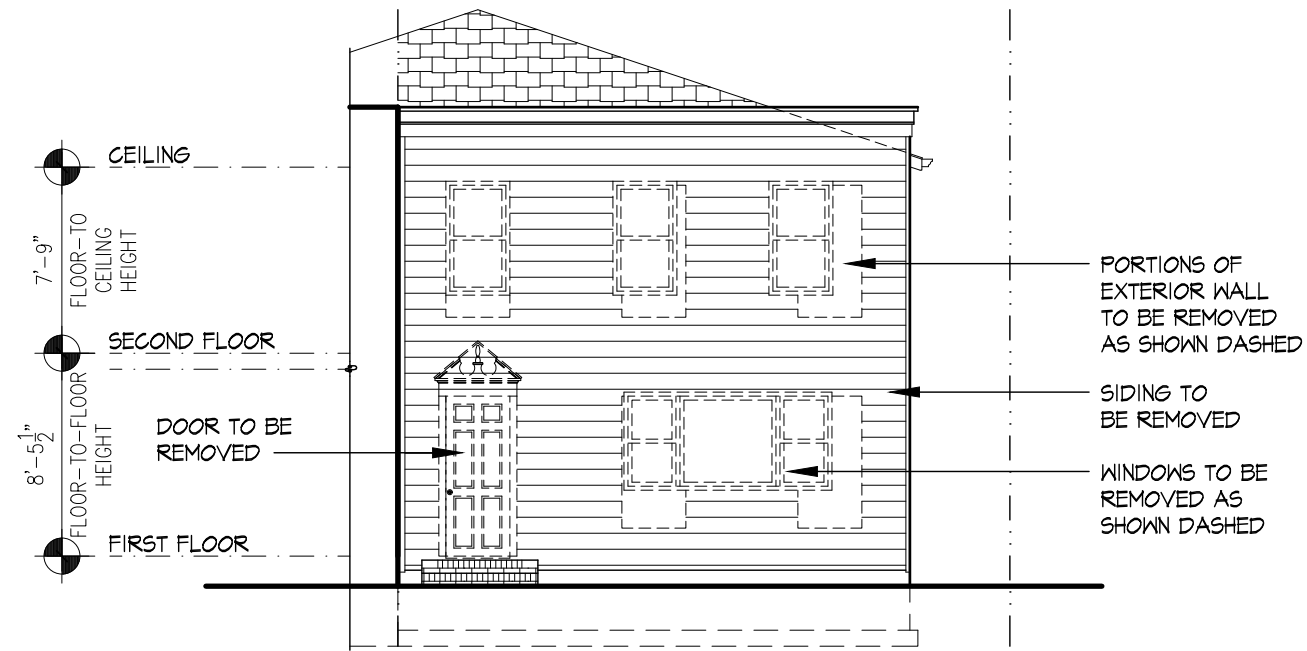 CEILING
7'-9"
FLOOR-TO
CEILING
HEIGHT
SECOND FLOOR
8'-5 1/2"
FLOOR-TO-FLOOR
HEIGHT
FIRST FLOOR
DOOR TO BE
REMOVED
PORTIONS OF
EXTERIOR WALL
TO BE REMOVED
AS SHOWN DASHED
SIDING TO
BE REMOVED
WINDOWS TO BE
REMOVED AS
SHOWN DASHED